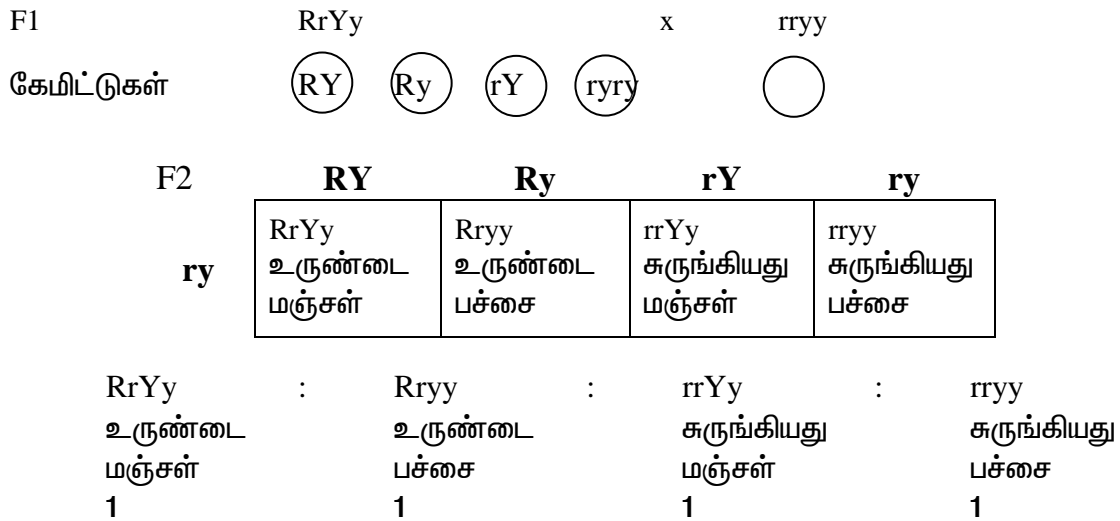 F1 RrYy x rryy
கேமிட்டுகள் RY Ry rY ryry
F2 RY Ry rY ry
RrYy Rryy rrYy rryy
ry உருண்டை உருண்டை சுருங்கியது சுருங்கியது
மஞ்சள் பச்சை மஞ்சள் பச்சை
RrYy : Rryy : rrYy : rryy
உருண்டை உருண்டை சுருங்கியது சுருங்கியது
மஞ்சள் பச்சை மஞ்சள் பச்சை
1 1 1 1